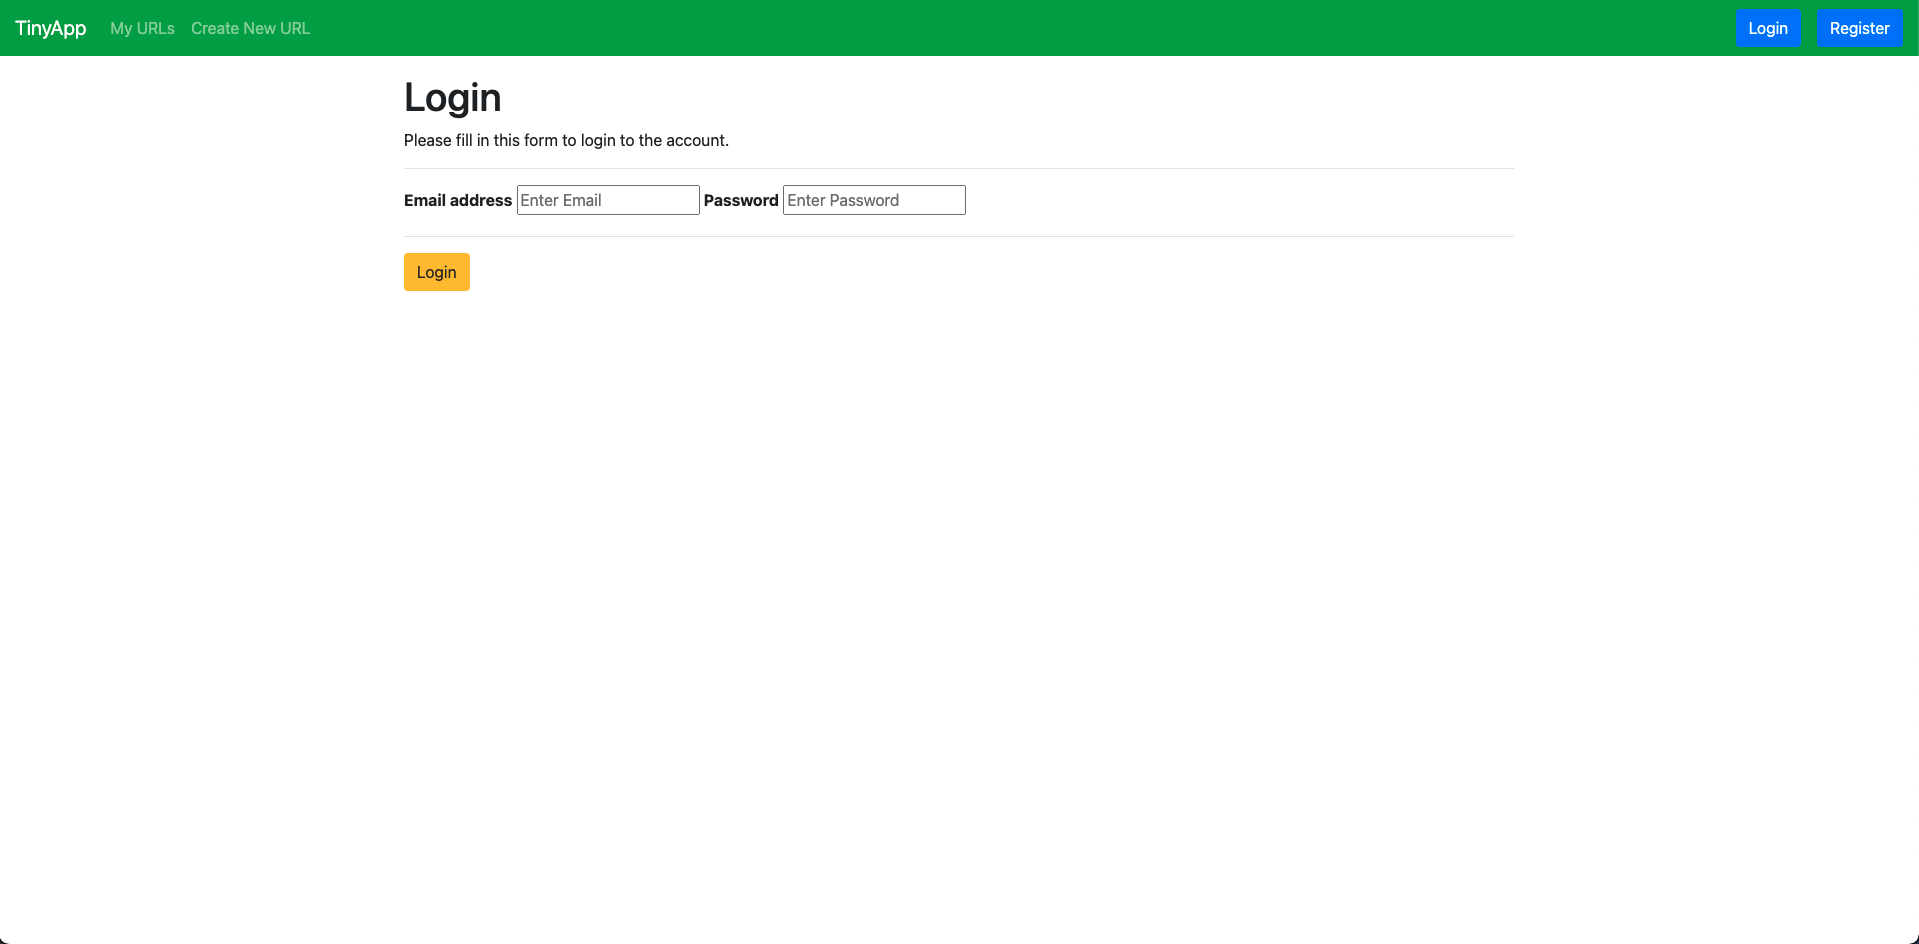 TinyApp My URLs Create New URL Login Register
Login
Please fill in this form to login to the account.
Email address Enter Email Password Enter Password
Login